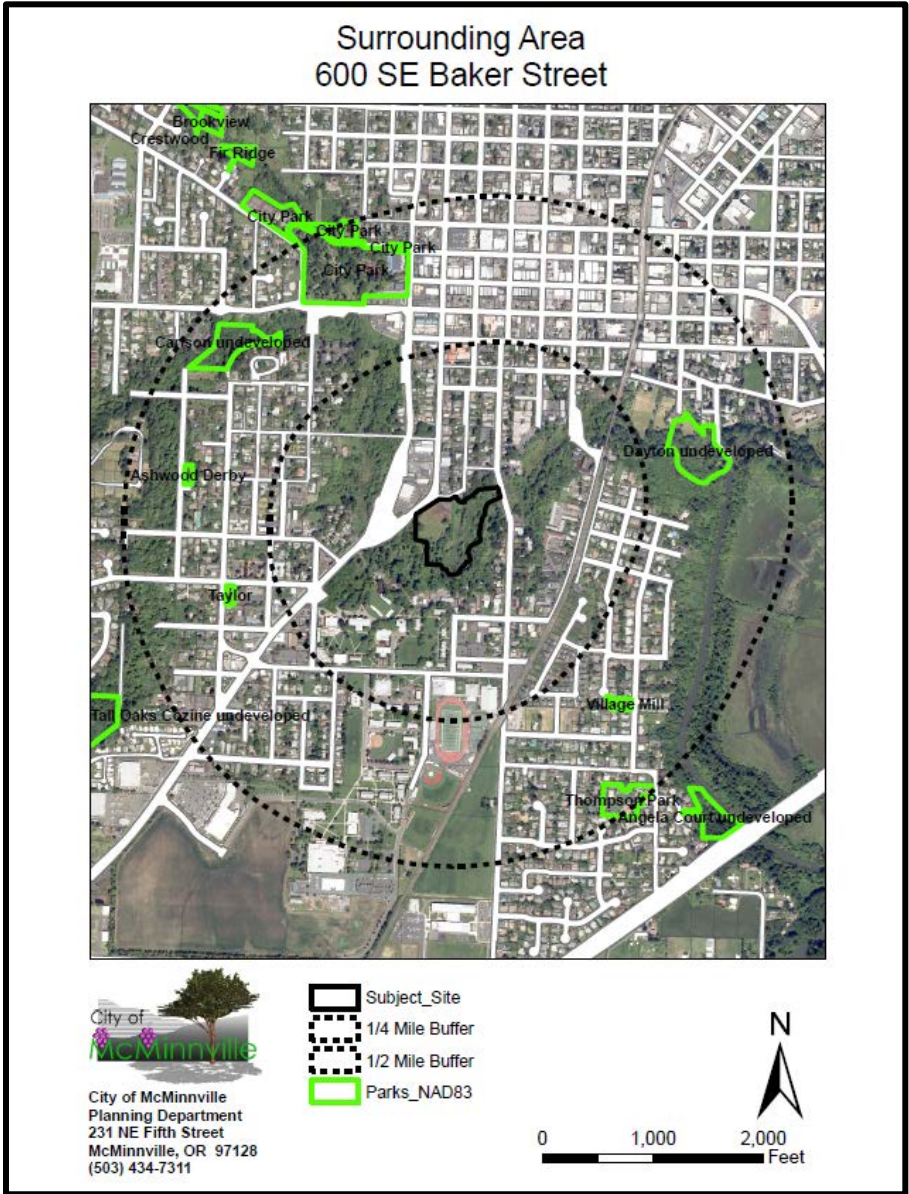 Surrounding Area
600 SE Baker Street
Brookview
Crestwood
Fir Ridge
City Park
City Park
City Park
City Park
Carlson undeveloped
Dayton undeveloped
Ashwood Derby
Taylor
Village Mill
Tall Oaks Cozine undeveloped
Thompson Park
Angela Court undeveloped
City of
McMinnville
City of McMinnville
Planning Department
231 NE Fifth Street
McMinnville, OR 97128
(503) 434-7311
Subject_Site
1/4 Mile Buffer
1/2 Mile Buffer
Parks_NAD83
N
0 1,000 2,000
Feet